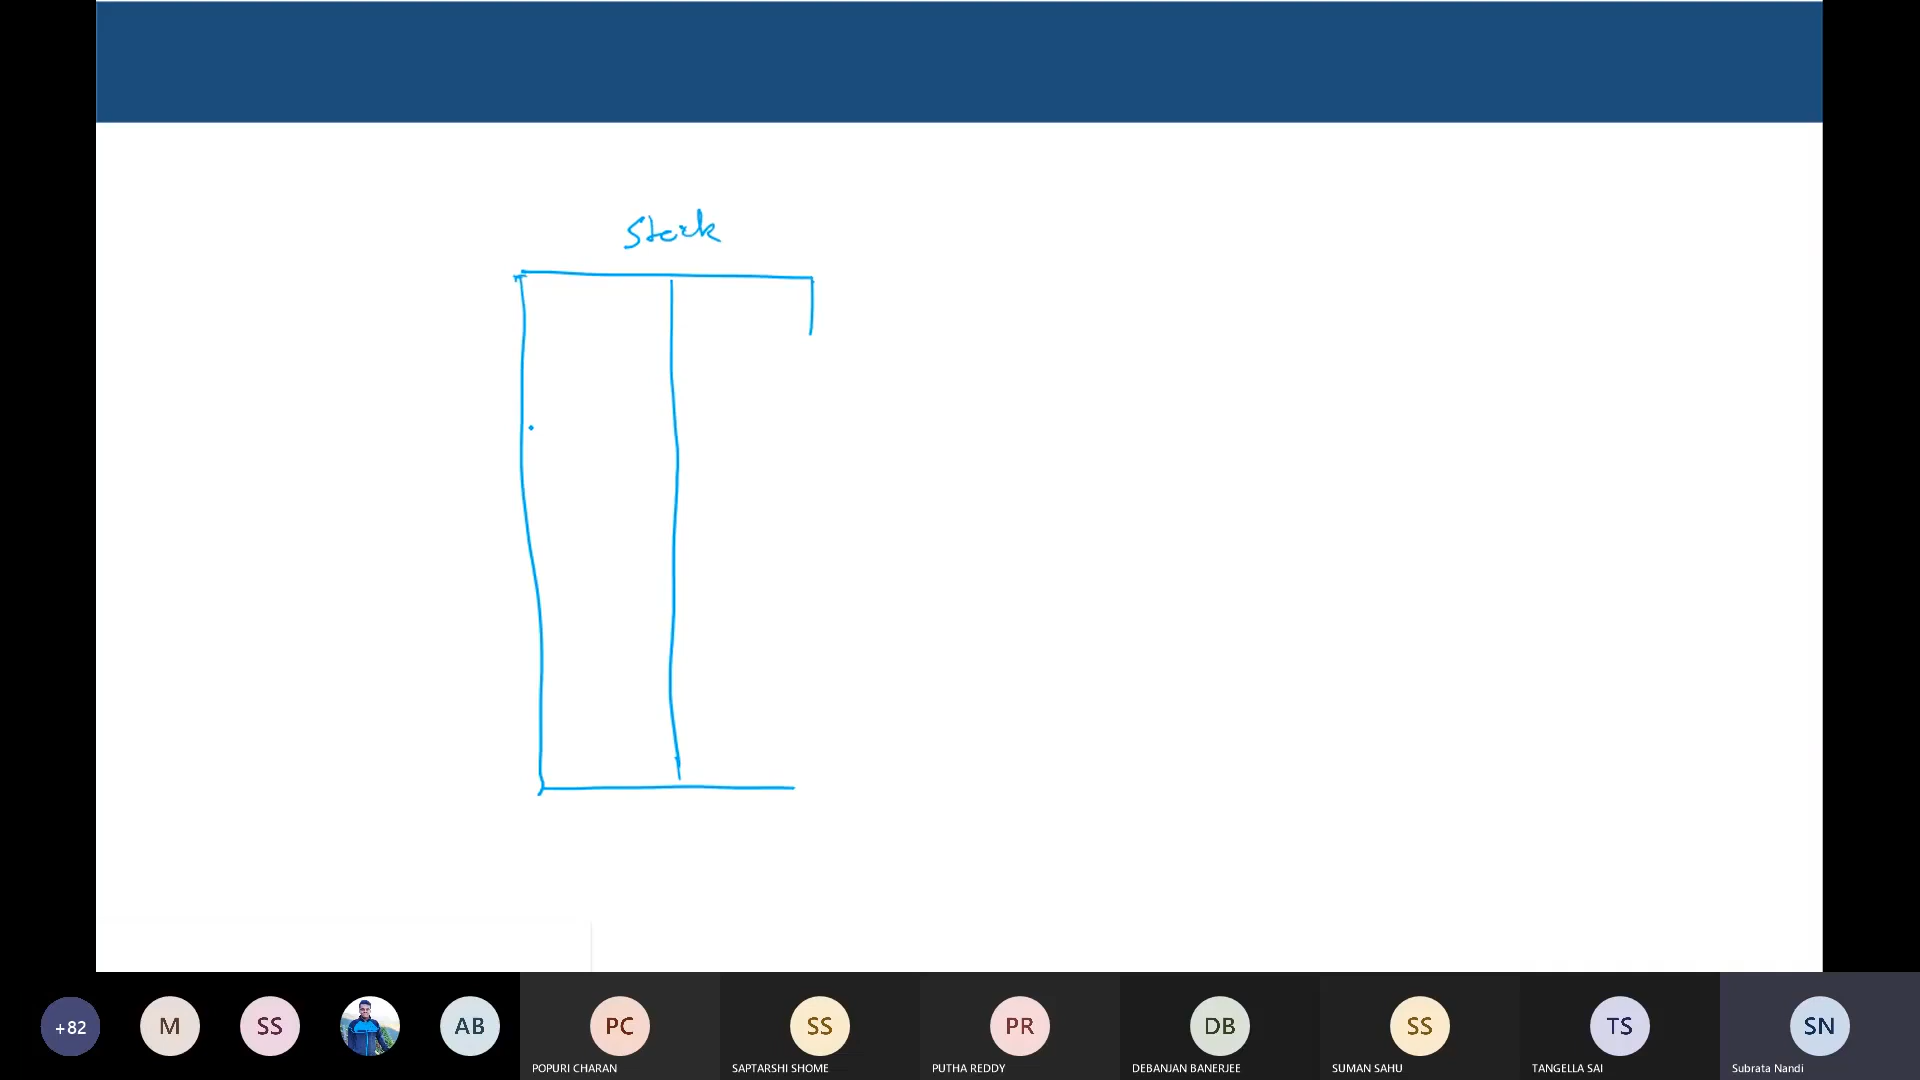 Stack
+82
M
SS
AB
PC
SS
PR
DB
SS
TS
SN
POPURI CHARAN
SAPTARSHI SHOME
PUTHA REDDY
DEBANJAN BANERJEE
SUMAN SAHU
TANGELLA SAI
Subrata Nandi